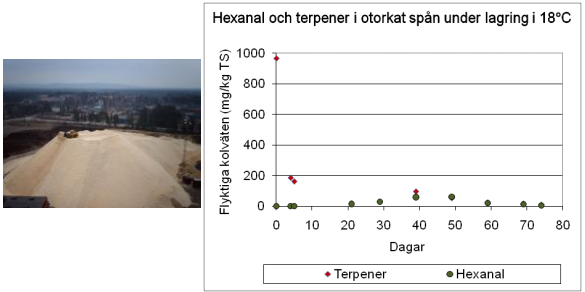 Hexanal och terpener i otorkat spån under lagring i 18°C
Flyktiga kolväten (mg/kg TS)
1000
800
600
400
200
0
0 10 20 30 40 50 60 70 80
Dagar
Terpener Hexanal